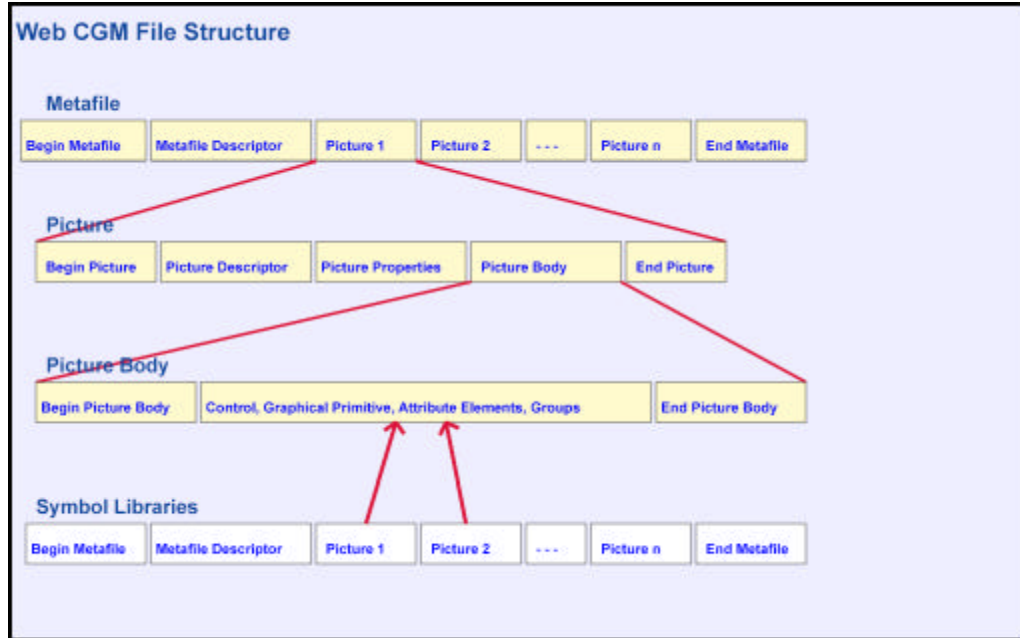 Web CGM File Structure
Metafile
Begin Metafile Metafile Descriptor Picture 1 Picture 2 - - - Picture n End Metafile
Picture
Begin Picture Picture Descriptor Picture Properties Picture Body End Picture
Picture Body
Begin Picture Body Control, Graphical Primitive, Attribute Elements, Groups End Picture Body
Symbol Libraries
Begin Metafile Metafile Descriptor Picture 1 Picture 2 - - - Picture n End Metafile